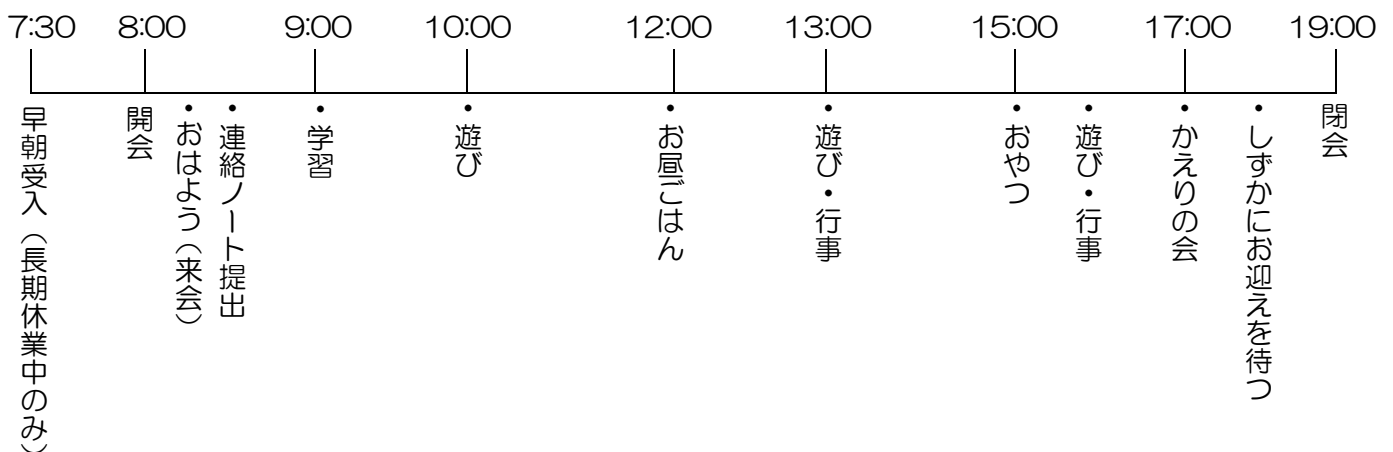 7:30 8:00 9:00 10:00 12:00 13:00 15:00 17:00 19:00
早朝受入（長期休業中のみ）
開会
・おはよう（来会）
・連絡ノート提出
・学習
・遊び
・お昼ごはん
・遊び・行事
・おやつ
・遊び・行事
・かえりの会
・しずかにお迎えを待つ
閉会